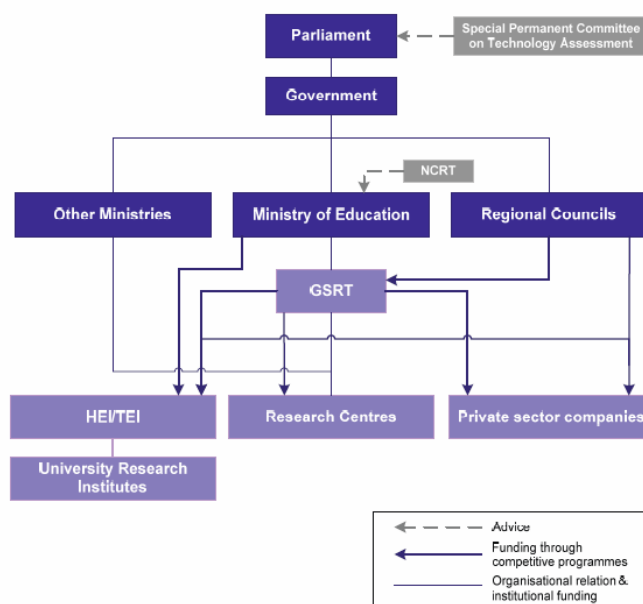 Parliament
Special Permanent Committee
on Technology Assessment
Government
NCRT
Other Ministries
Ministry of Education
Regional Councils
GSRT
HEI/TEI
Research Centres
Private sector companies
University Research
Institutes
Advice
Funding through
competitive programmes
Organisational relation &
institutional funding